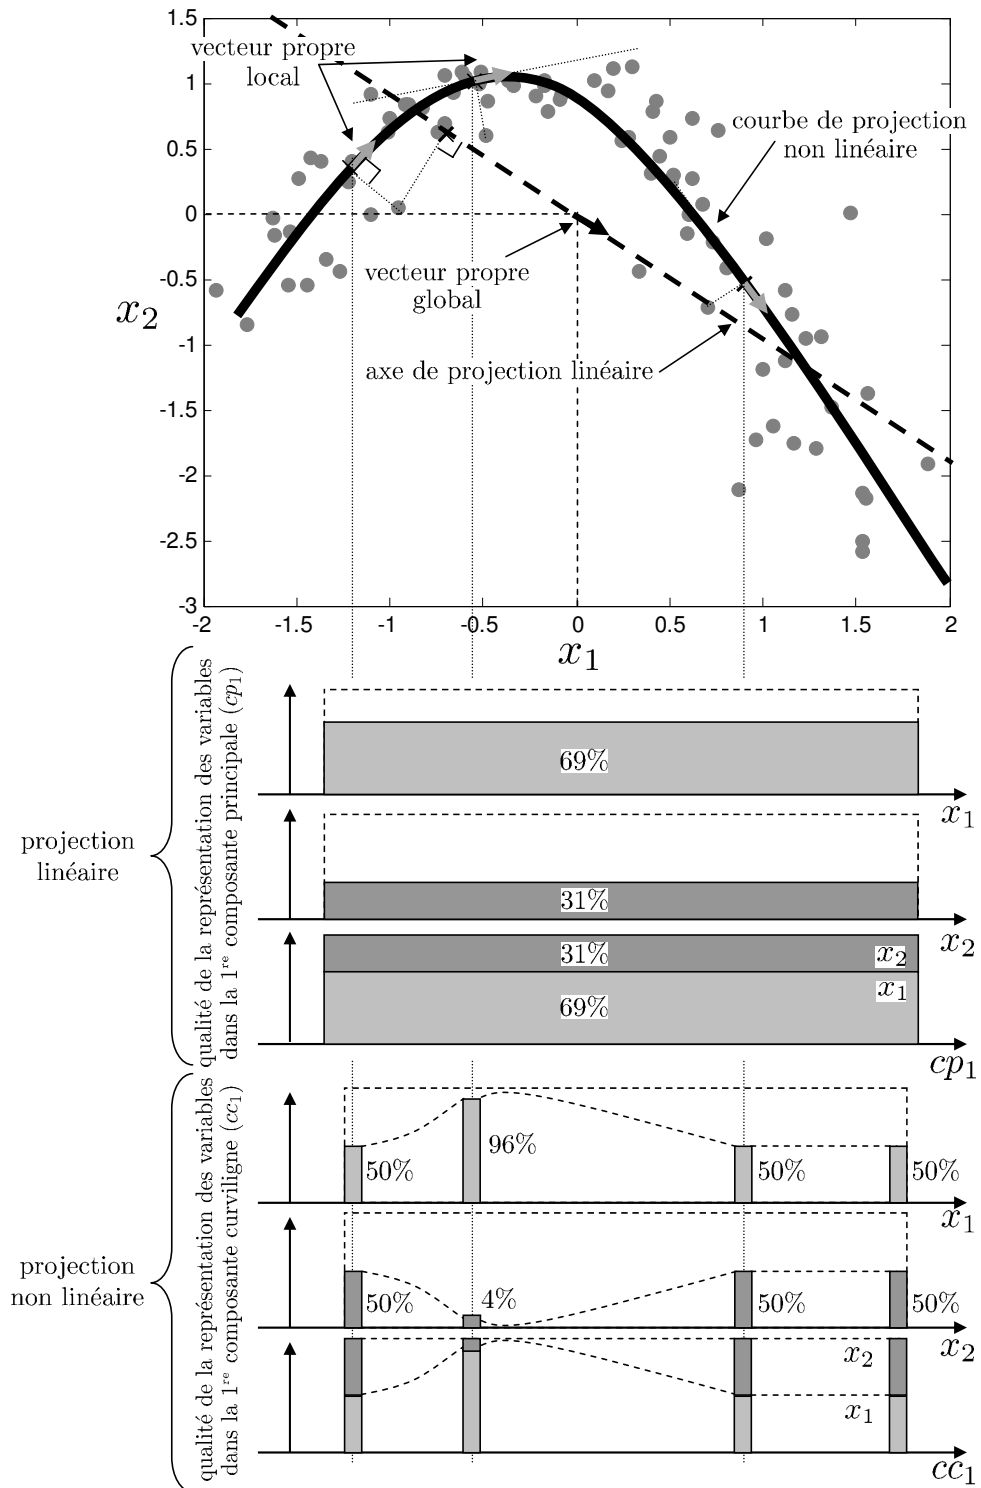 1.5
1
0.5
0
-0.5
-1
-1.5
-2
-2.5
-3
x2
vecteur propre
local
courbe de projection
non linéaire
vecteur propre
global
axe de projection linéaire
-2
-1.5
-1
-0.5
0
0.5
1
1.5
2
x1
projection
linéaire
qualité de la représentation des variables
dans la 1re composante principale (cp1)
69%
x1
31%
x2
31%
x2
x1
69%
cp1
projection
non linéaire
qualité de la représentation des variables
dans la 1re composante curviligne (cc1)
50%
96%
50%
50%
x1
50%
4%
50%
50%
x2
x2
x1
cc1